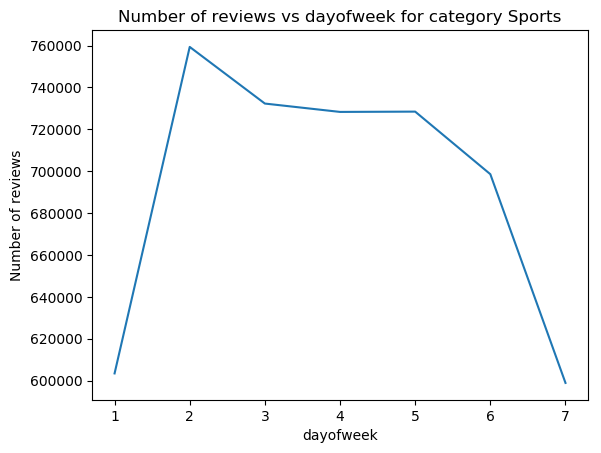 Number of reviews vs dayofweek for category Sports
760000
740000
720000
700000
680000
660000
640000
620000
600000
Number of reviews
1 2 3 4 5 6 7
dayofweek